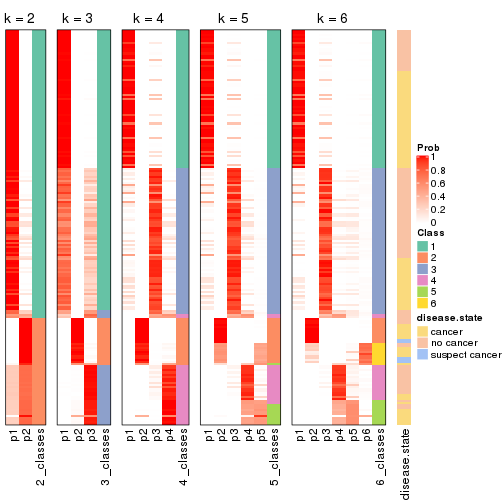 k = 2 k = 3 k = 4 k = 5 k = 6
Prob
1
0.8
0.6
0.4
0.2
0
Class
1
2
3
4
5
6
disease.state
cancer
no cancer
suspect cancer
p1 p2 2_classes p1 p2 p3 3_classes p1 p2 p3 p4 4_classes p1 p2 p3 p4 p5 5_classes p1 p2 p3 p4 p5 p6 6_classes disease.state